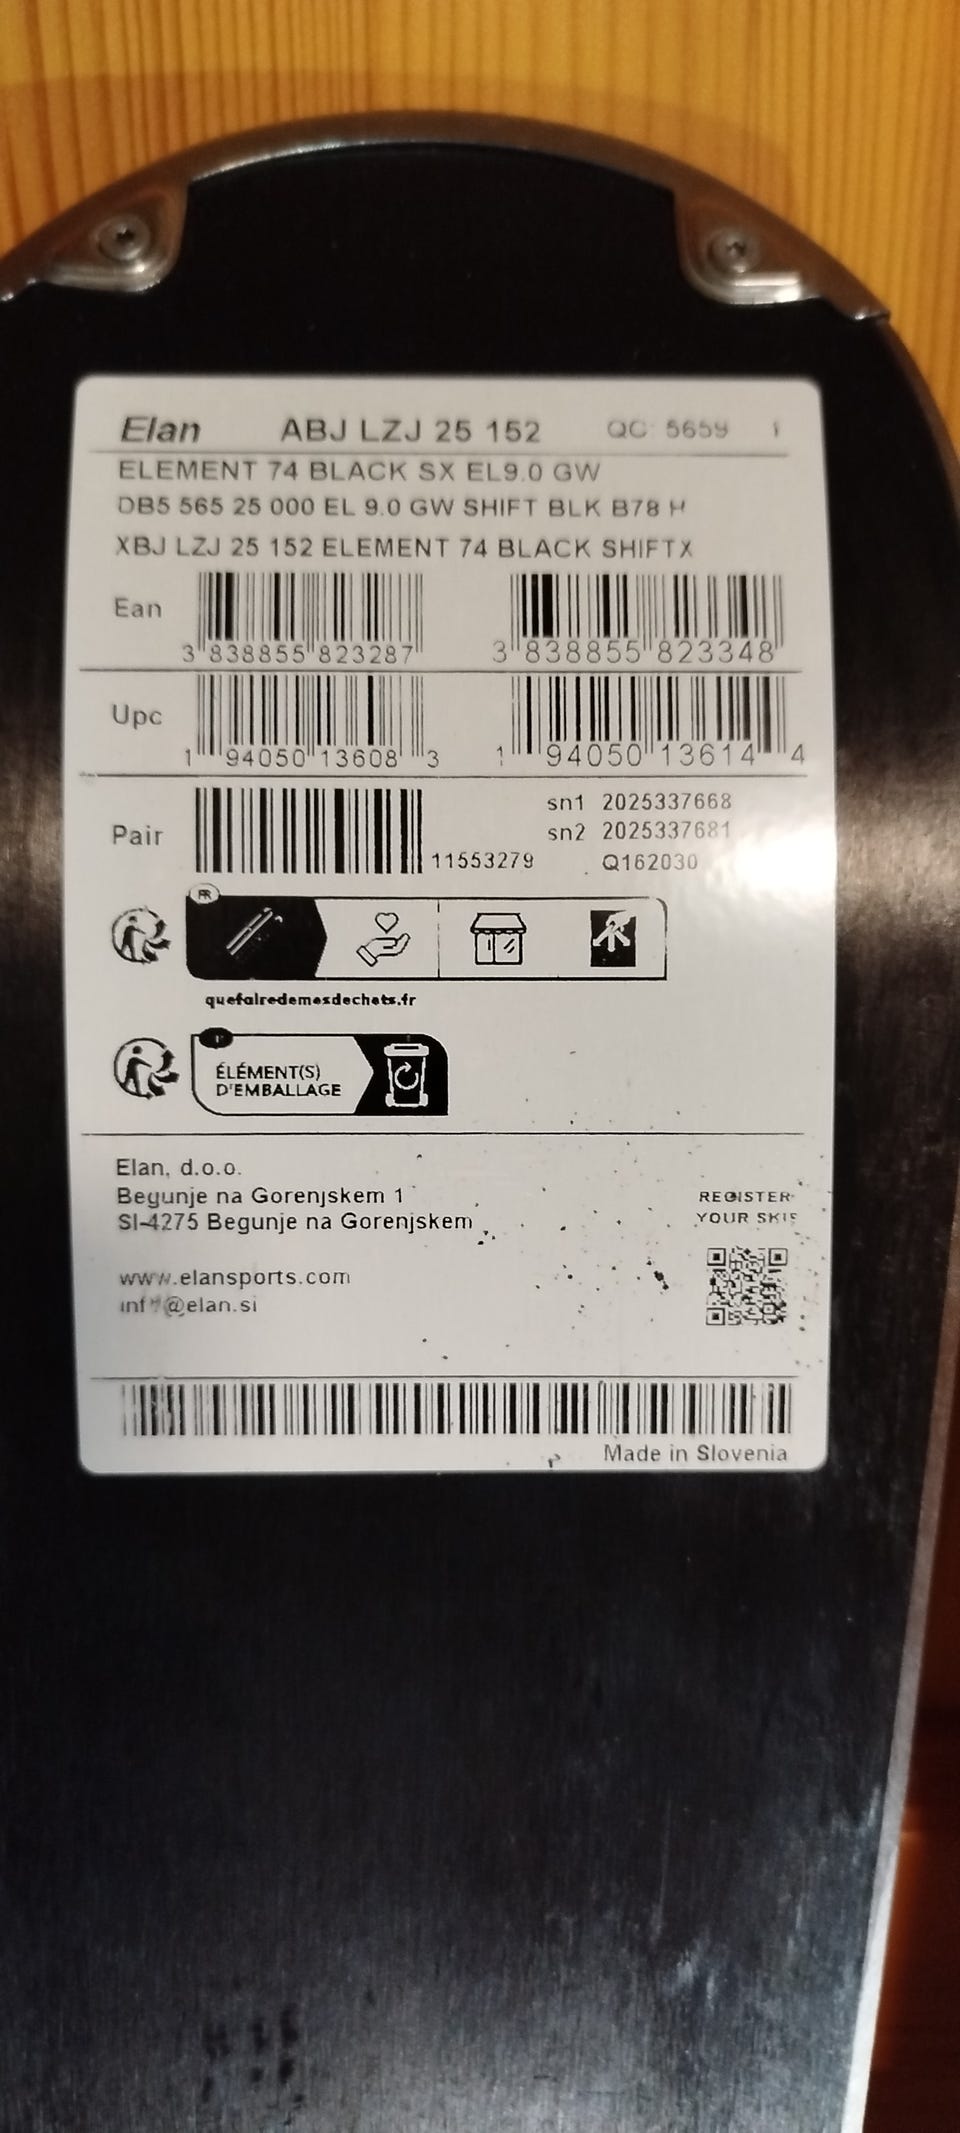 Elan ABJ LZJ 25 152 QC 5659 1
ELEMENT 74 BLACK SX EL9.0 GW
DB5 565 25 000 EL 9.0 GW SHIFT BLK B78 H
XBJ LZJ 25 152 ELEMENT 74 BLACK SHIFTX
Ean
3 838855 823287 3 838855 823348
Upc
1 94050 13608 3 1 94050 13614 4
sn1 2025337668
sn2 2025337681
Pair
11553279 Q162030
FR
quefairedemesdechets.fr
ÉLÉMENT(S)
D'EMBALLAGE
Elan, d.o.o.
Begunje na Gorenjskem 1
SI-4275 Begunje na Gorenjskem
REGISTER
YOUR SKIS
www.elansports.com
@elan.si
Made in Slovenia